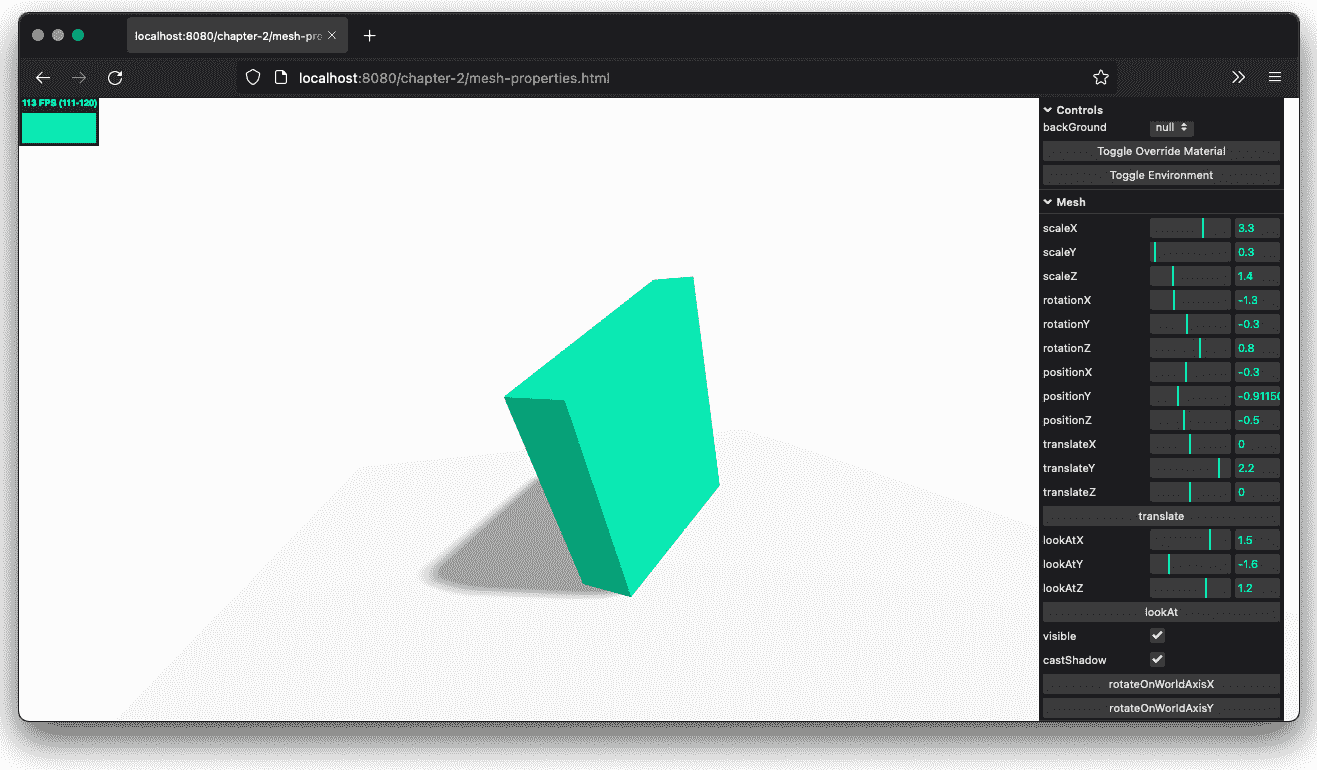 localhost:8080/chapter-2/mesh-pro
localhost:8080/chapter-2/mesh-properties.html
113 FPS (111-120)
Controls
backGround null
Toggle Override Material
Toggle Environment
Mesh
scaleX 3.3
scaleY 0.3
scaleZ 1.4
rotationX -1.3
rotationY -0.3
rotationZ 0.8
positionX -0.3
positionY -0.91156
positionZ -0.5
translateX 0
translateY 2.2
translateZ 0
translate
lookAtX 1.5
lookAtY -1.6
lookAtZ 1.2
lookAt
visible
castShadow
rotateOnWorldAxisX
rotateOnWorldAxisY